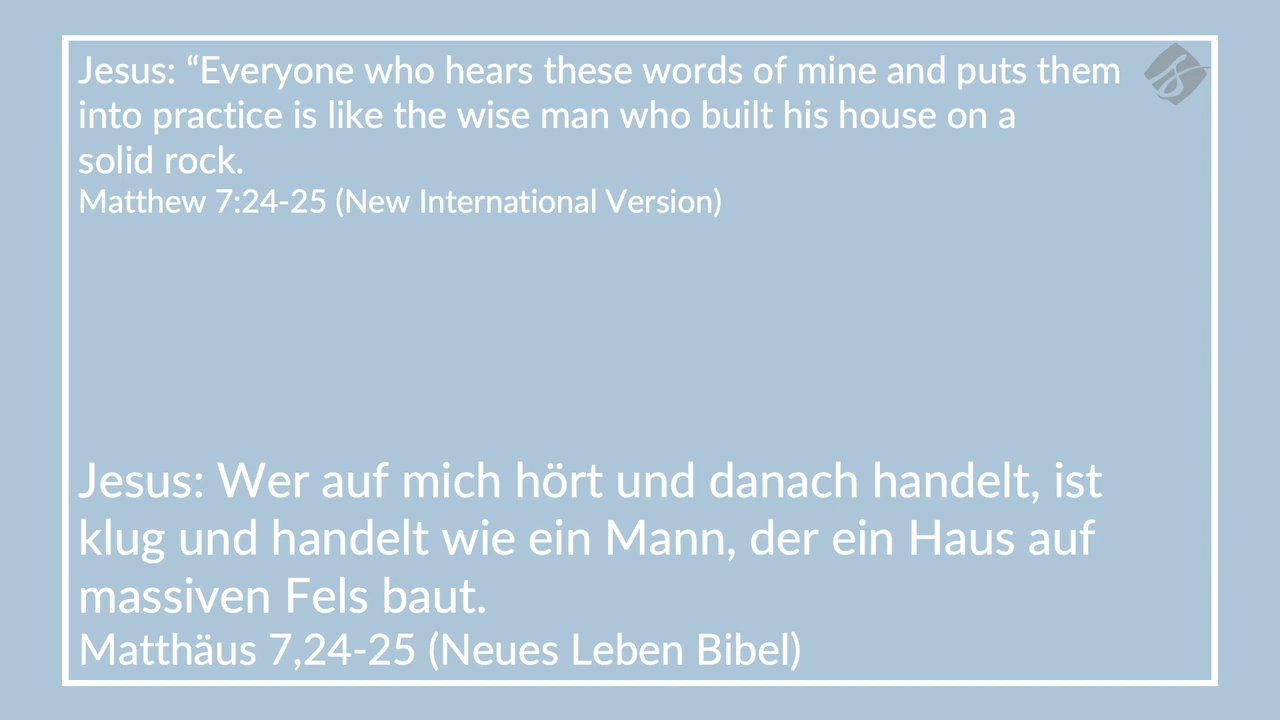 Jesus: “Everyone who hears these words of mine and puts them
into practice is like the wise man who built his house on a
solid rock.
Matthew 7:24-25 (New International Version)
Jesus: Wer auf mich hört und danach handelt, ist
klug und handelt wie ein Mann, der ein Haus auf
massiven Fels baut.
Matthäus 7,24-25 (Neues Leben Bibel)